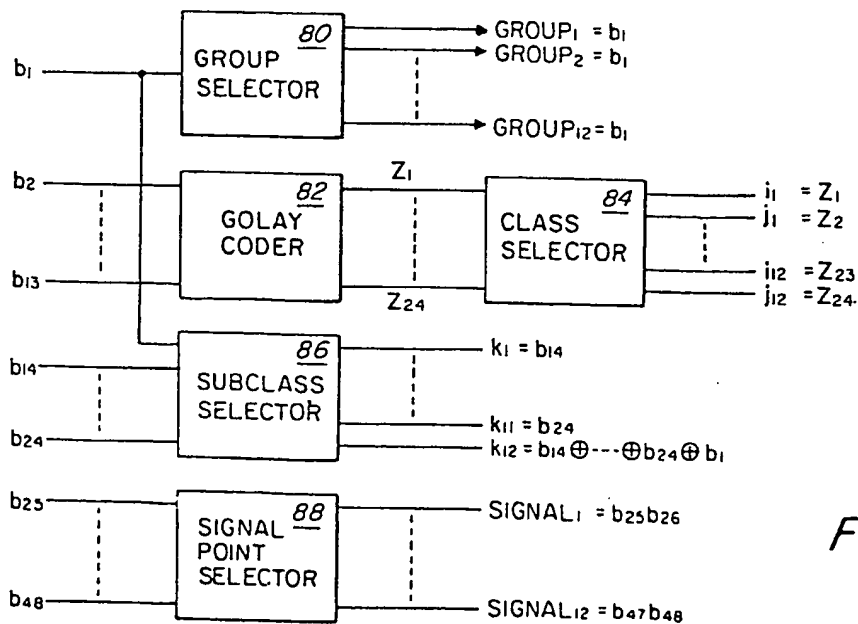 80
GROUP₁ = b₁
GROUP₂ = b₁
b₁
GROUP
SELECTOR
GROUP₁₂ = b₁
b₂
82
Z₁
84
i₁ = Z₁
j₁ = Z₂
GOLAY
CODER
CLASS
SELECTOR
b₁₃
Z₂₄
i₁₂ = Z₂₃
j₁₂ = Z₂₄
86
k₁ = b₁₄
b₁₄
SUBCLASS
SELECTOR
b₂₄
k₁₁ = b₂₄
k₁₂ = b₁₄ ⊕---⊕ b₂₄ ⊕ b₁
b₂₅
88
SIGNAL₁ = b₂₅b₂₆
SIGNAL
POINT
SELECTOR
F
b₄₈
SIGNAL₁₂ = b₄₇b₄₈